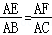 AE/AB = AF/AC